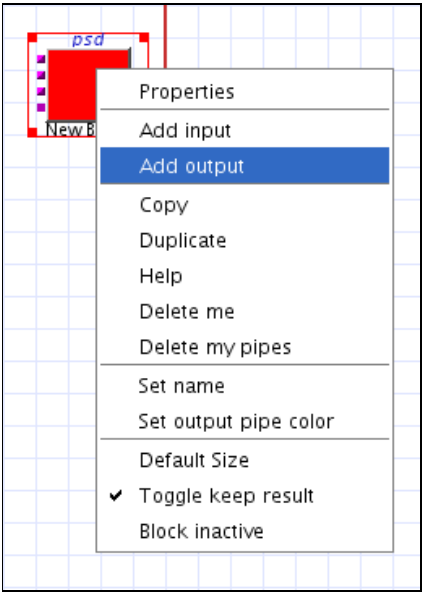 psd
New B
Properties
Add input
Add output
Copy
Duplicate
Help
Delete me
Delete my pipes
Set name
Set output pipe color
Default Size
Toggle keep result
Block inactive